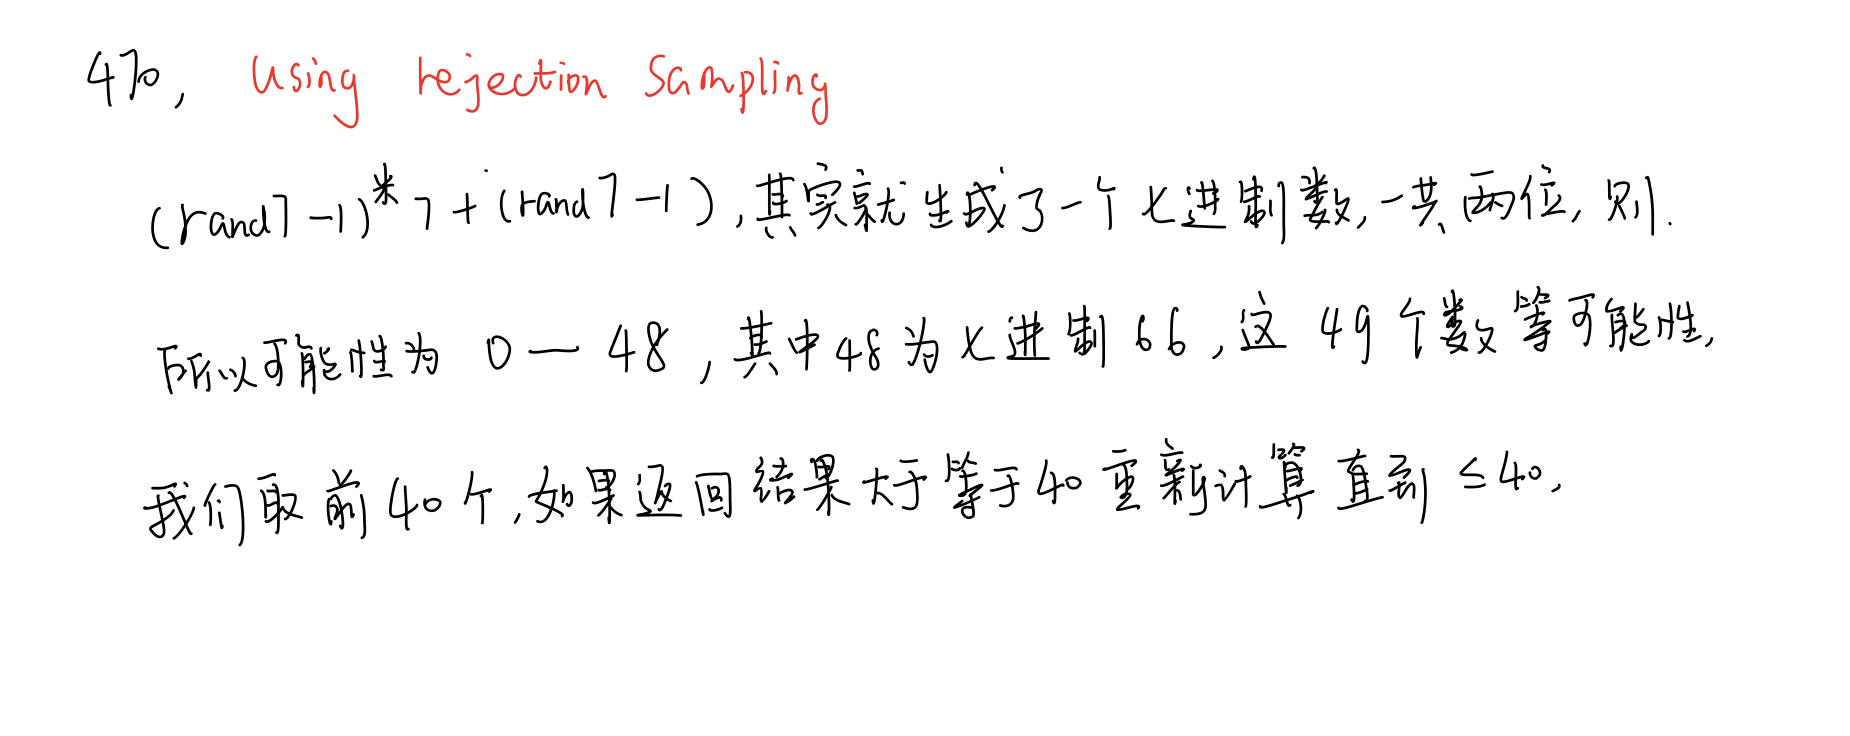 470, Using rejection Sampling
(rand7-1)*7+(rand7-1),其实就生成了一个七进制数,一共两位,则.
所以可能性为 0—48,其中48为七进制66,这 49个数等可能性,
我们取前40个,如果返回结果大于等于40重新计算直到≤40,